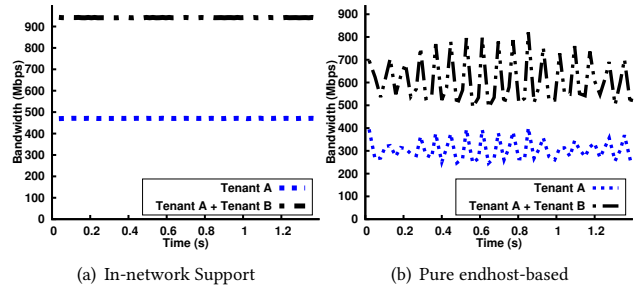 900
800
700
600
500
400
300
200
100
0
Bandwidth (Mbps)
0 0.2 0.4 0.6 0.8 1 1.2
Time (s)
Tenant A
Tenant A + Tenant B
(a) In-network Support
900
800
700
600
500
400
300
200
100
0
Bandwidth (Mbps)
0 0.2 0.4 0.6 0.8 1 1.2
Time (s)
Tenant A
Tenant A + Tenant B
(b) Pure endhost-based